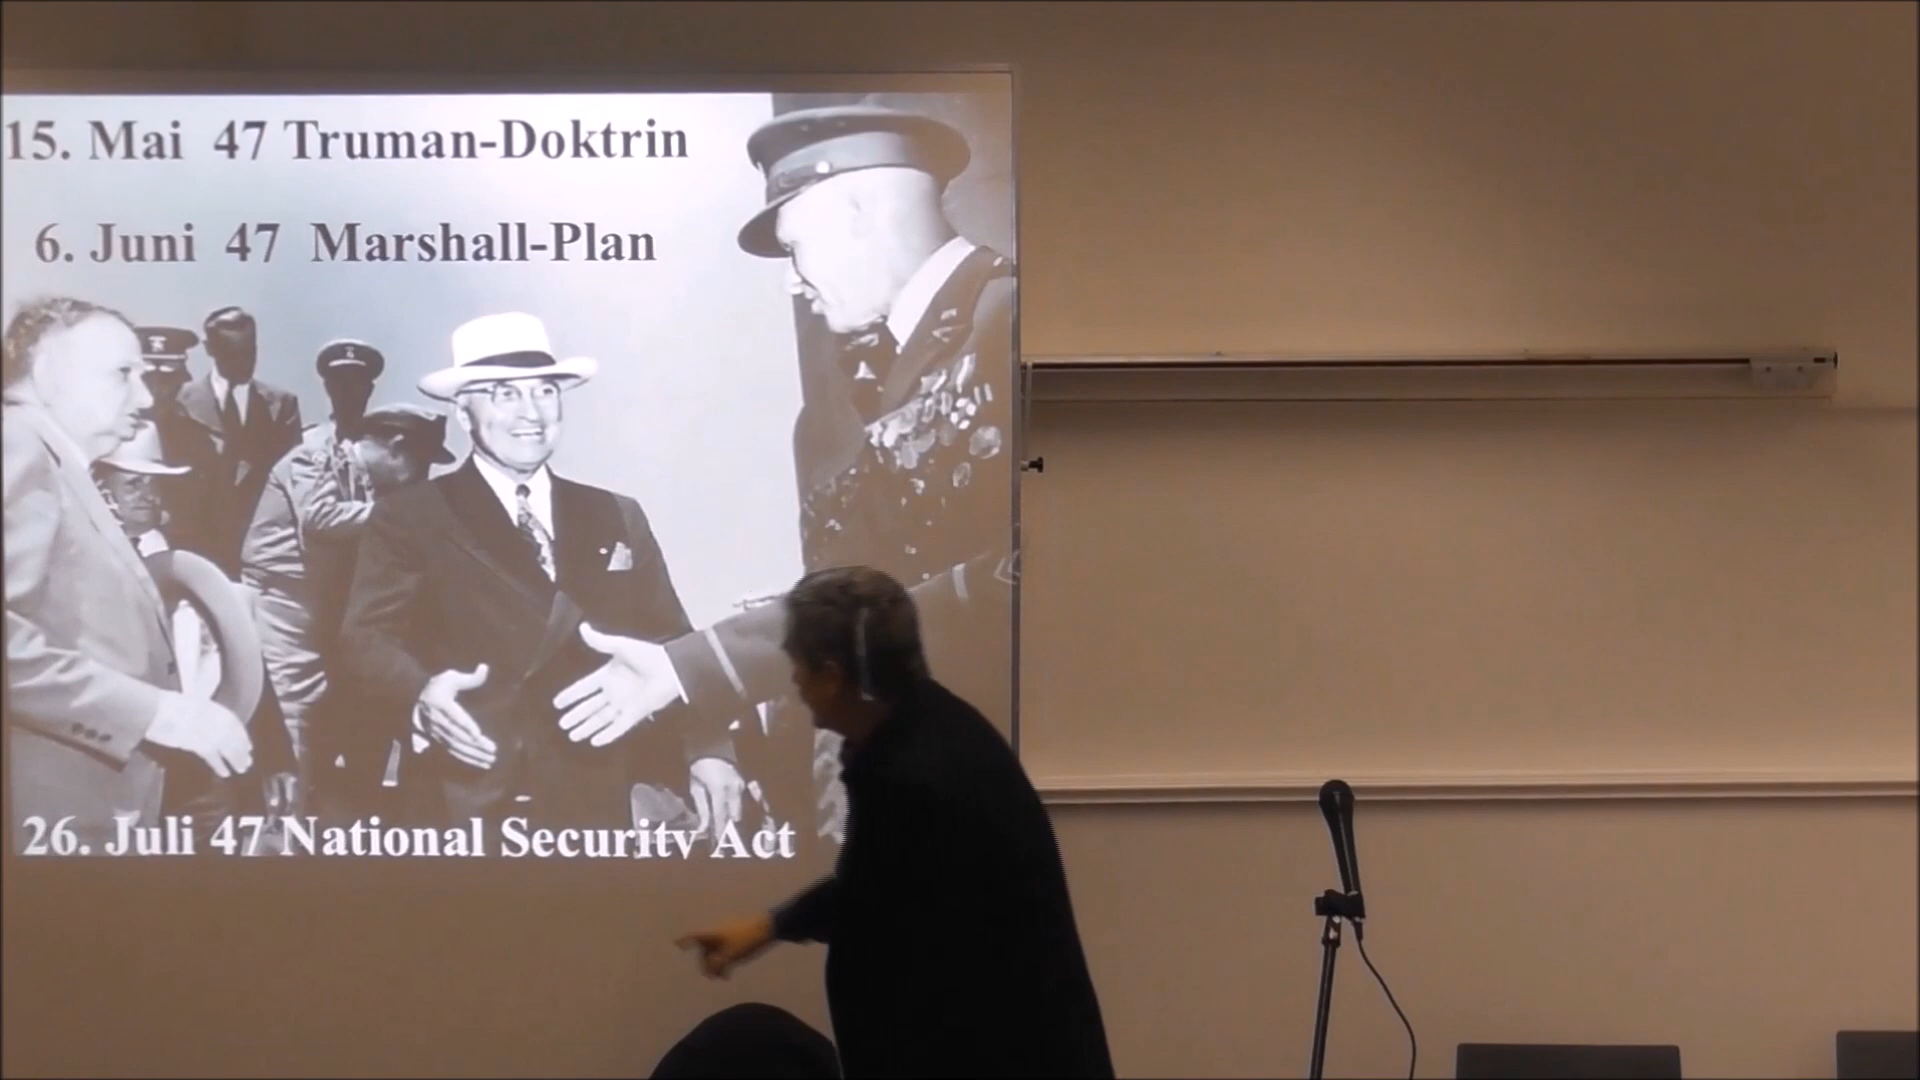 15. Mai 47 Truman-Doktrin
6. Juni 47 Marshall-Plan
26. Juli 47 National Security Act